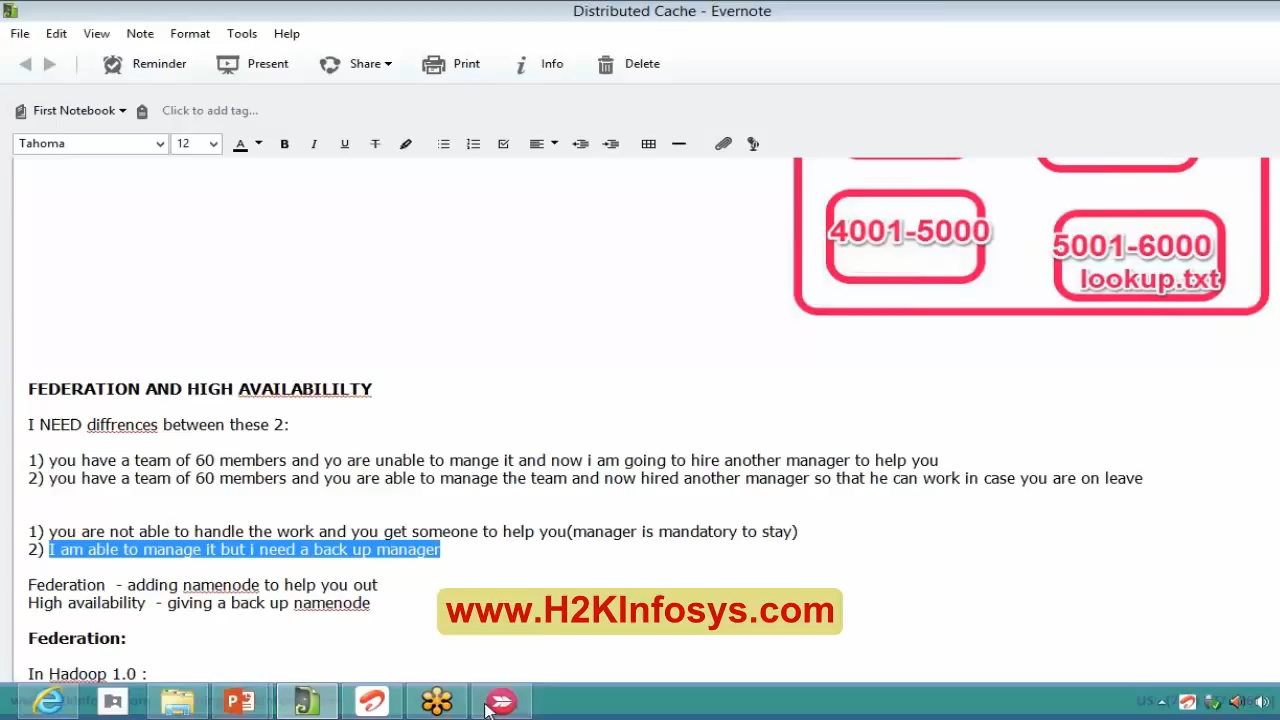 Distributed Cache - Evernote
File Edit View Note Format Tools Help
Reminder Present Share Print Info Delete
First Notebook Click to add tag...
Tahoma 12 A B I U T
4001-5000
5001-6000
lookup.txt
FEDERATION AND HIGH AVAILABILILTY
I NEED diffrences between these 2:
1) you have a team of 60 members and yo are unable to mange it and now i am going to hire another manager to help you
2) you have a team of 60 members and you are able to manage the team and now hired another manager so that he can work in case you are on leave
1) you are not able to handle the work and you get someone to help you(manager is mandatory to stay)
2) I am able to manage it but i need a back up manager
Federation - adding namenode to help you out
High availability - giving a back up namenode
www.H2KInfosys.com
Federation:
In Hadoop 1.0 :
US